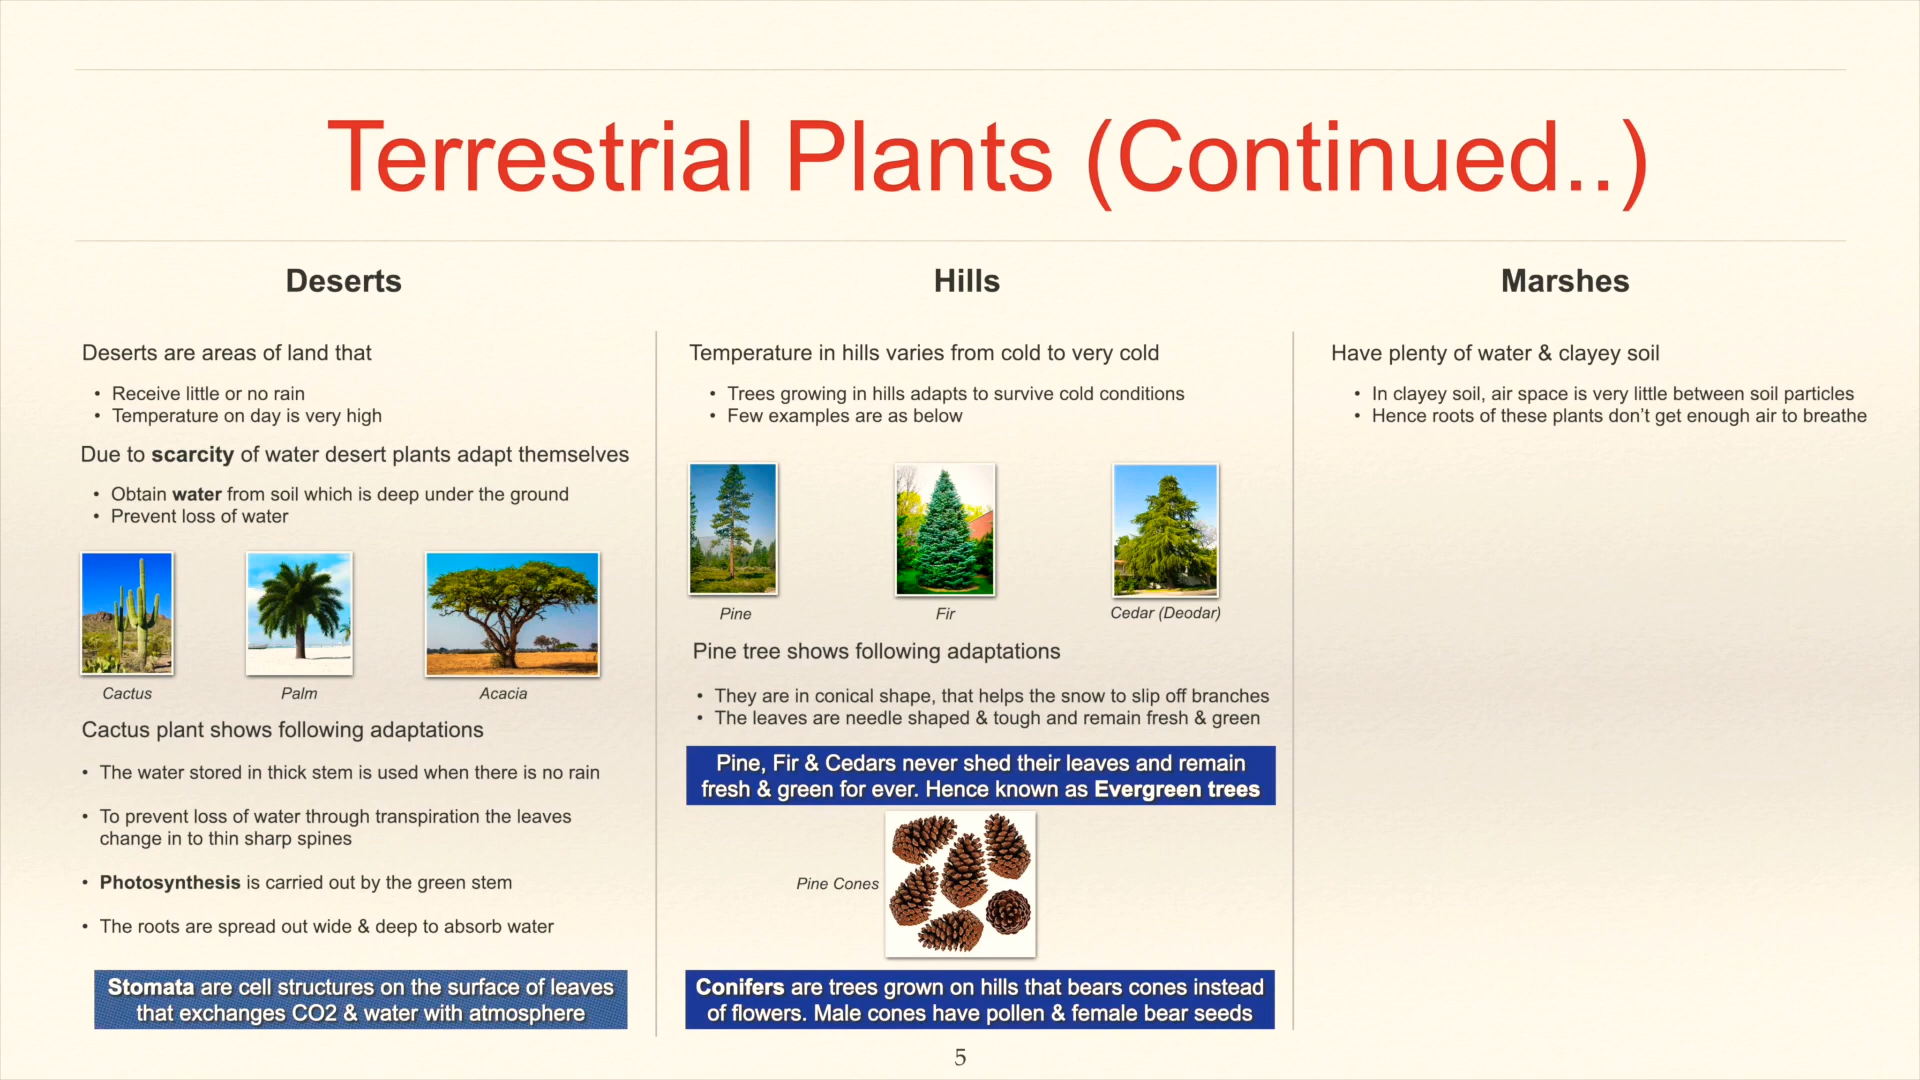 Terrestrial Plants (Continued..)
Deserts
Deserts are areas of land that
• Receive little or no rain
• Temperature on day is very high
Due to scarcity of water desert plants adapt themselves
• Obtain water from soil which is deep under the ground
• Prevent loss of water
Cactus
Palm
Acacia
Cactus plant shows following adaptations
• The water stored in thick stem is used when there is no rain
• To prevent loss of water through transpiration the leaves
change in to thin sharp spines
• Photosynthesis is carried out by the green stem
• The roots are spread out wide & deep to absorb water
Stomata are cell structures on the surface of leaves
that exchanges CO2 & water with atmosphere
Hills
Temperature in hills varies from cold to very cold
• Trees growing in hills adapts to survive cold conditions
• Few examples are as below
Pine
Fir
Cedar (Deodar)
Pine tree shows following adaptations
• They are in conical shape, that helps the snow to slip off branches
• The leaves are needle shaped & tough and remain fresh & green
Pine, Fir & Cedars never shed their leaves and remain
fresh & green for ever. Hence known as Evergreen trees
Pine Cones
Conifers are trees grown on hills that bears cones instead
of flowers. Male cones have pollen & female bear seeds
Marshes
Have plenty of water & clayey soil
• In clayey soil, air space is very little between soil particles
• Hence roots of these plants don’t get enough air to breathe
5